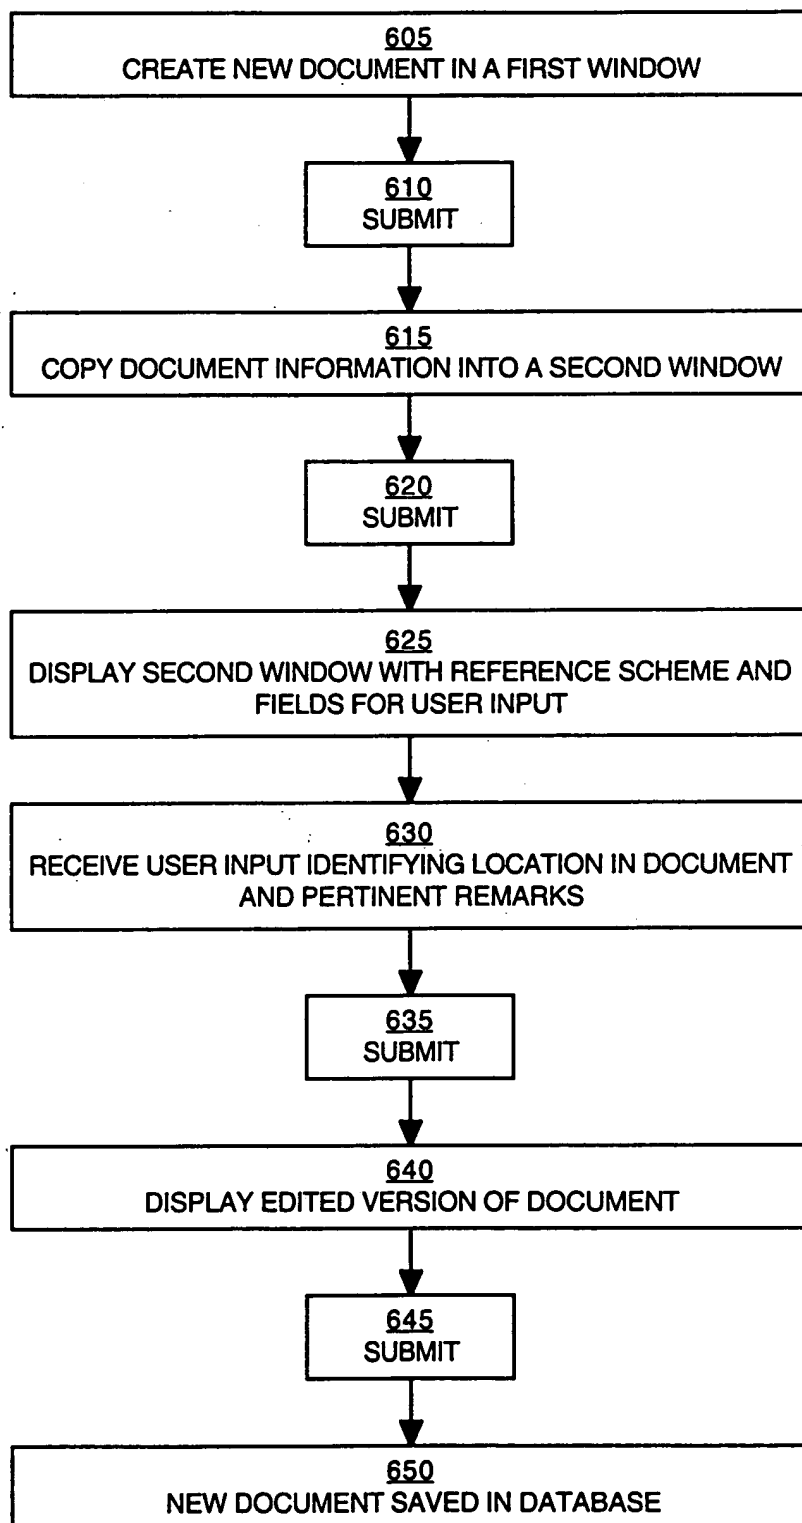 605
CREATE NEW DOCUMENT IN A FIRST WINDOW
610
SUBMIT
615
COPY DOCUMENT INFORMATION INTO A SECOND WINDOW
620
SUBMIT
625
DISPLAY SECOND WINDOW WITH REFERENCE SCHEME AND
FIELDS FOR USER INPUT
630
RECEIVE USER INPUT IDENTIFYING LOCATION IN DOCUMENT
AND PERTINENT REMARKS
635
SUBMIT
640
DISPLAY EDITED VERSION OF DOCUMENT
645
SUBMIT
650
NEW DOCUMENT SAVED IN DATABASE